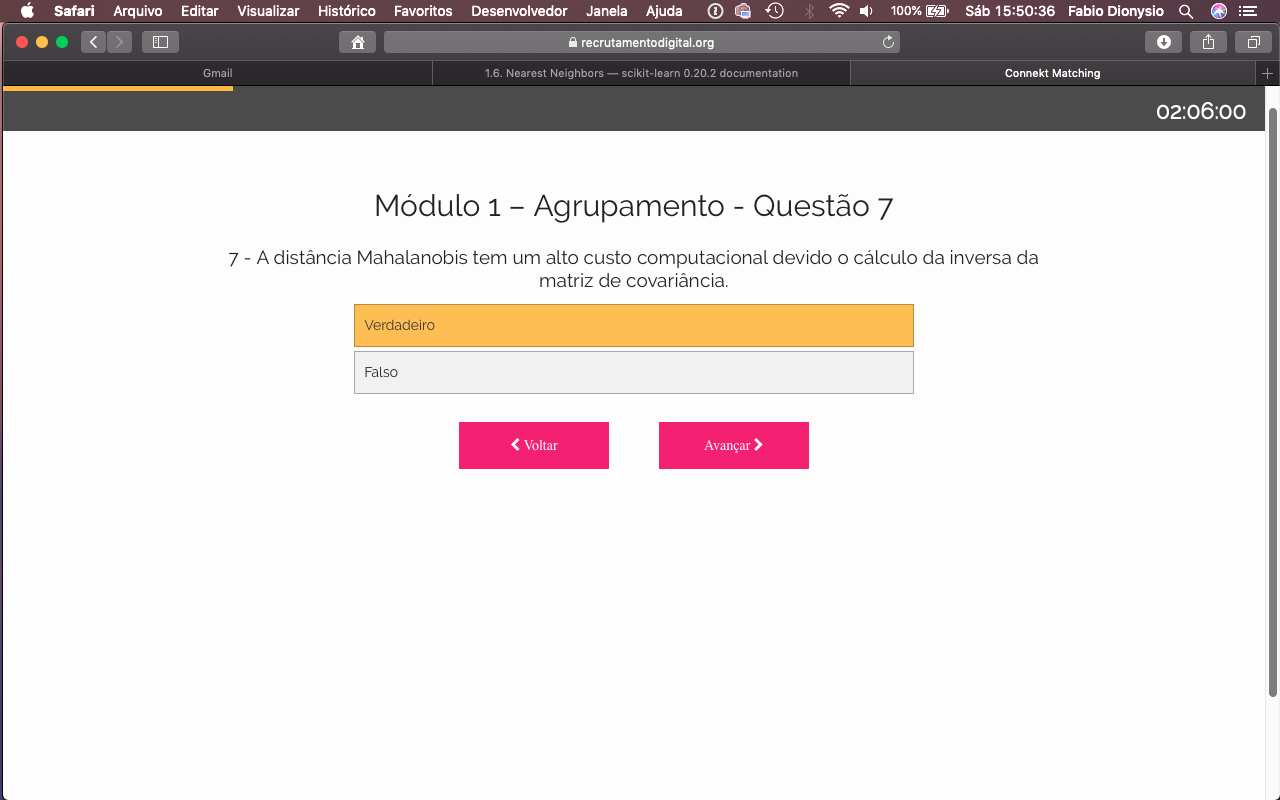 Safari Arquivo Editar Visualizar Histórico Favoritos Desenvolvedor Janela Ajuda 100% Sáb 15:50:36 Fabio Dionysio
recrutamentodigital.org
Gmail 1.6. Nearest Neighbors — scikit-learn 0.20.2 documentation Connekt Matching
02:06:00
Módulo 1 – Agrupamento - Questão 7
7 - A distância Mahalanobis tem um alto custo computacional devido o cálculo da inversa da
matriz de covariância.
Verdadeiro
Falso
Voltar Avançar